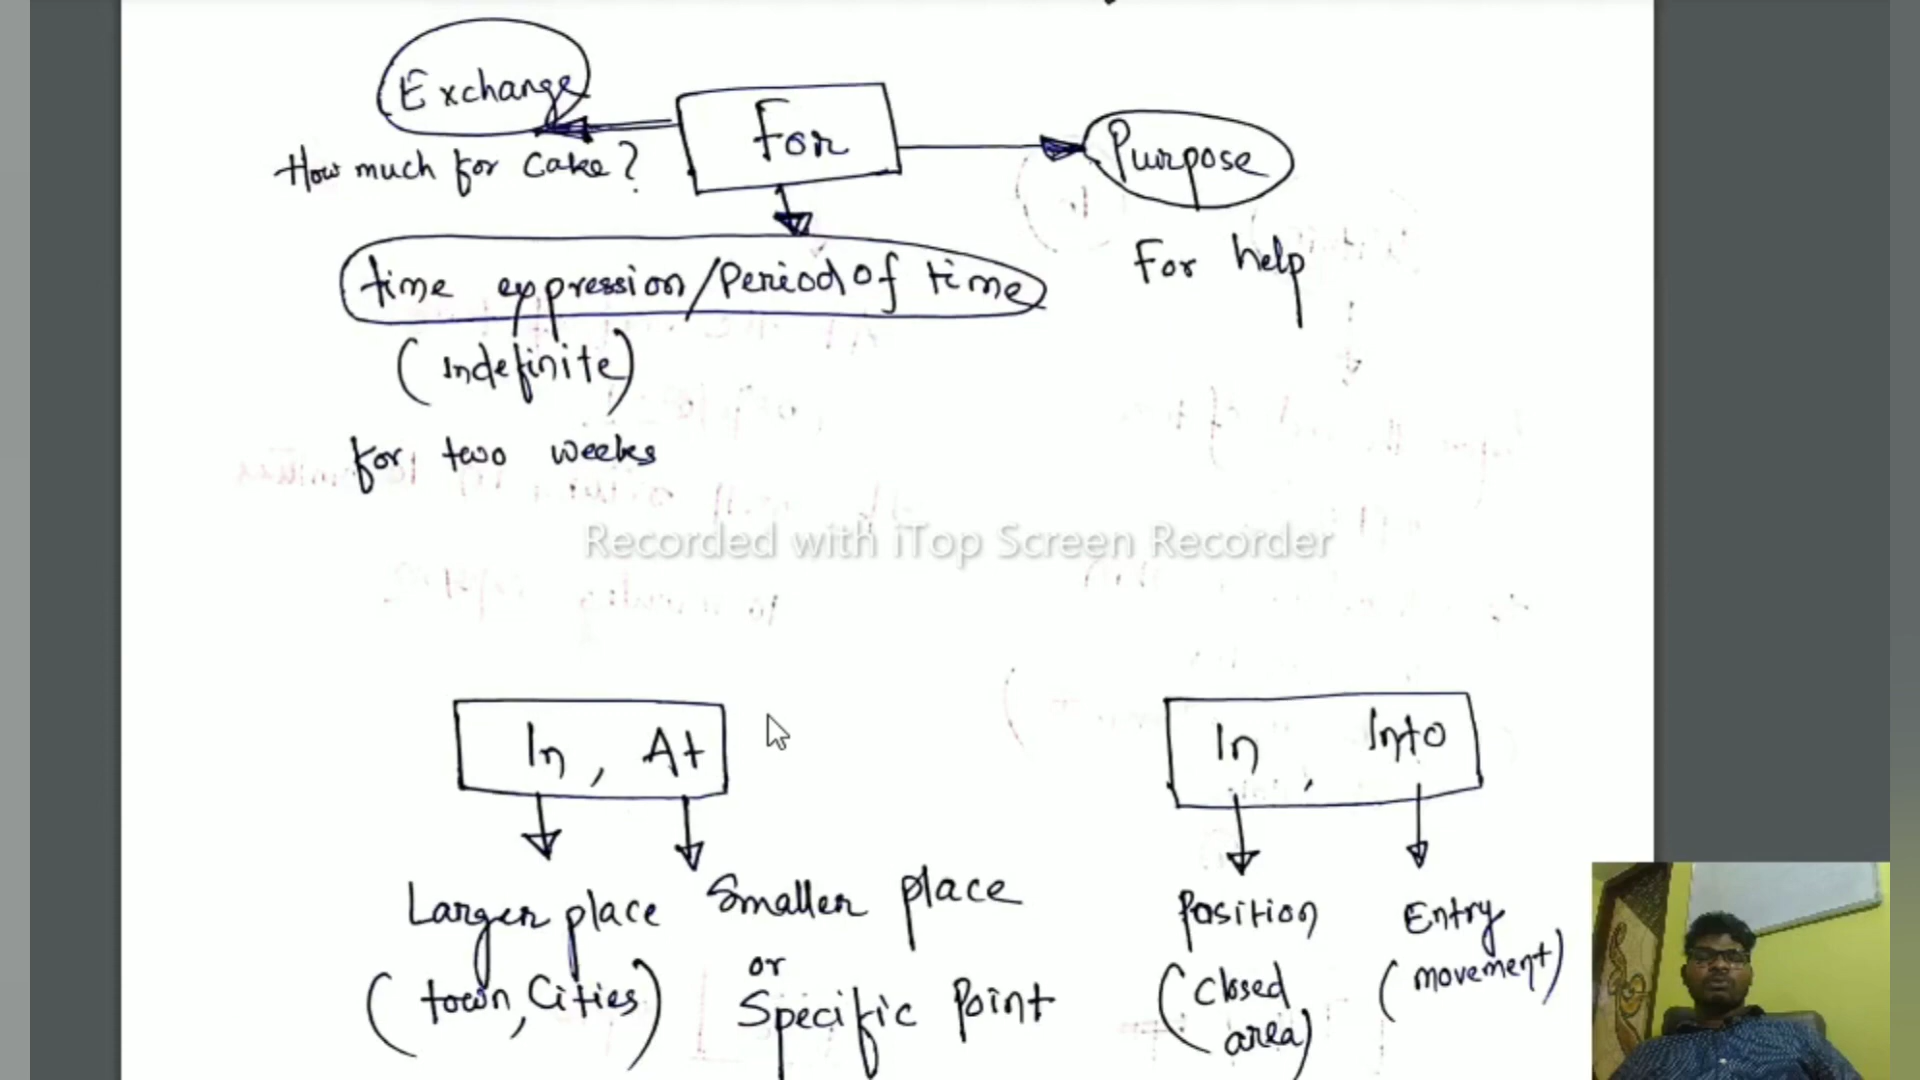 Exchange
For
Purpose
How much for cake?
For help
time expression/Period of time
(Indefinite)
for two weeks
Recorded with iTop Screen Recorder
In, At
In, Into
Larger place
Smaller place
Position
Entry
(town, Cities)
or
Specific Point
(closed area)
(movement)